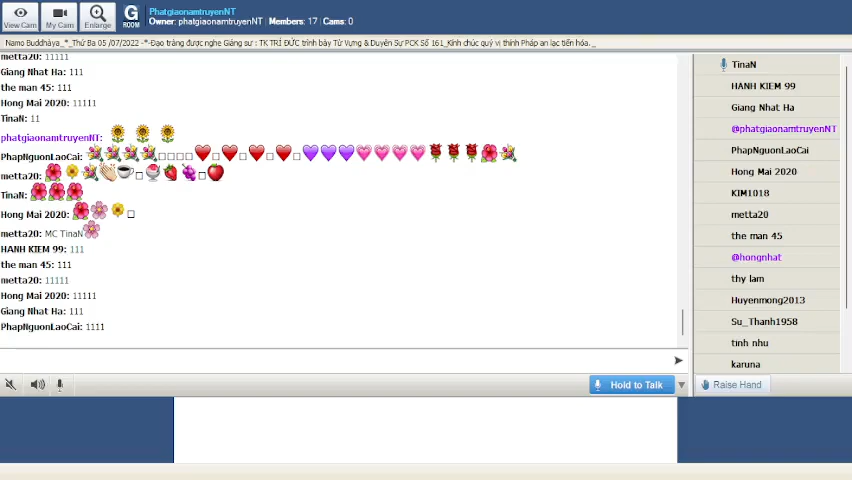 View Cam
My Cam
Enlarge
G
ROOM
PhatgiaonamtruyenNT
Owner: phatgiaonamtruyenNT | Members: 17 | Cams: 0
Namo Buddhàya_*_Thứ Ba 05 /07/2022 -*-Đạo tràng được nghe Giảng sư : TK TRÍ ĐỨC trình bày Từ Vựng & Duyên Sự PCK Số 161_Kính chúc quý vị thính Pháp an lạc tiến hóa._
metta20: 11111
Giang Nhat Ha: 111
the man 45: 111
Hong Mai 2020: 11111
TinaN: 11
phatgiaonamtruyenNT:
PhapNguonLaoCai:
metta20:
TinaN:
Hong Mai 2020:
metta20: MC TinaN
HANH KIEM 99: 111
the man 45: 111
metta20: 11111
Hong Mai 2020: 11111
Giang Nhat Ha: 111
PhapNguonLaoCai: 1111
Hold to Talk
TinaN
HANH KIEM 99
Giang Nhat Ha
@phatgiaonamtruyenNT
PhapNguonLaoCai
Hong Mai 2020
KIM1018
metta20
the man 45
@hongnhat
thy lam
Huyenmong2013
Su_Thanh1958
tinh nhu
karuna
Raise Hand